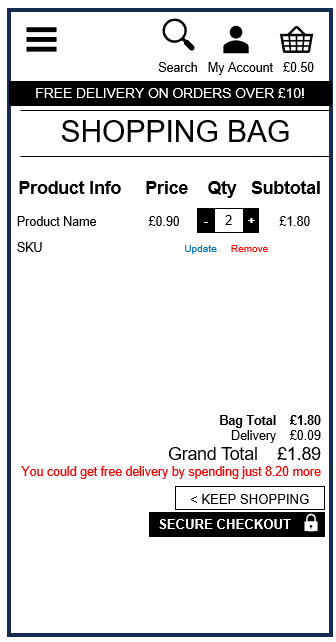 Search My Account £0.50
FREE DELIVERY ON ORDERS OVER £10!
SHOPPING BAG
Product Info Price Qty Subtotal
Product Name £0.90 - 2 + £1.80
SKU Update Remove
Bag Total £1.80
Delivery £0.09
Grand Total £1.89
You could get free delivery by spending just 8.20 more
< KEEP SHOPPING
SECURE CHECKOUT